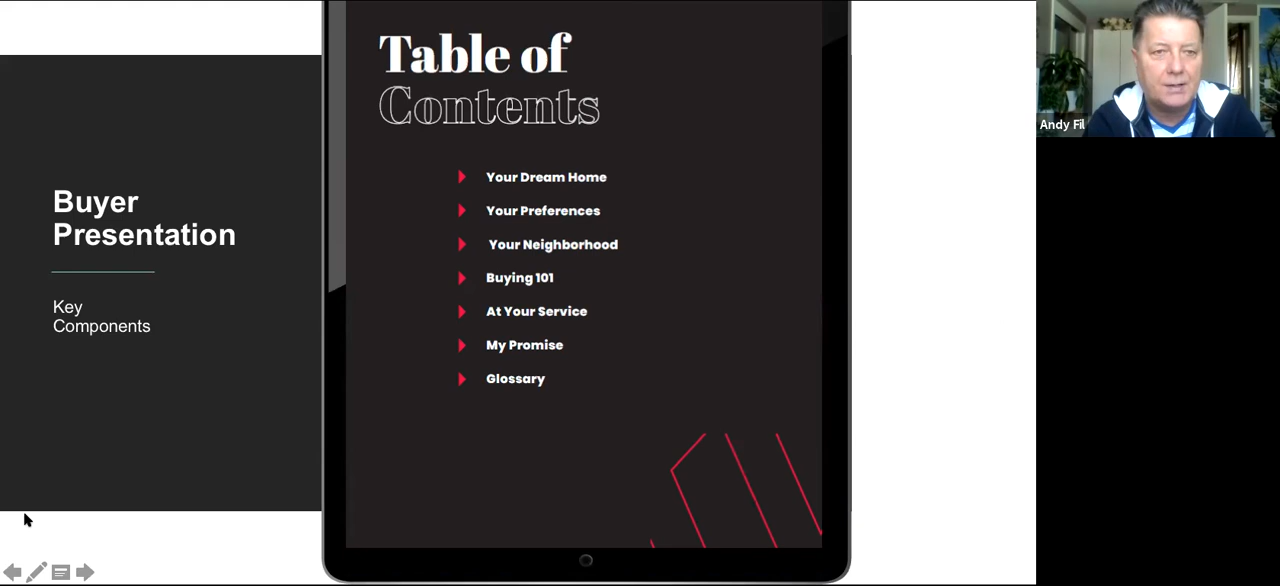 Buyer
Presentation
Key
Components
Table of
Contents
Your Dream Home
Your Preferences
Your Neighborhood
Buying 101
At Your Service
My Promise
Glossary
Andy Fil